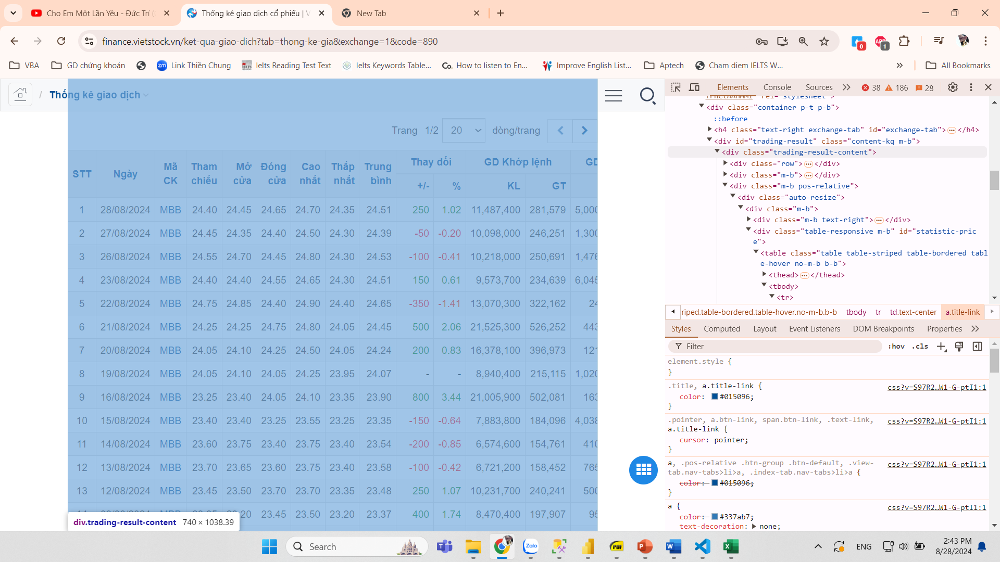 Cho Em Một Lần Yêu - Đức Trí (
Thống kê giao dịch cổ phiếu | V
New Tab
finance.vietstock.vn/ket-qua-giao-dich?tab=thong-ke-gia&exchange=1&code=890
0
1
VBA
GD chứng khoán
zm Link Thiền Chung
Ielts Reading Test Text
Ielts Keywords Table...
Co. How to listen to En...
Improve English List...
Aptech
Cham diem IELTS W...
All Bookmarks
/ Thống kê giao dịch
Trang 1/2 20 dòng/trang
STT Ngày Mã CK Tham chiếu Mở cửa Đóng cửa Cao nhất Thấp nhất Trung bình Thay đổi GD Khớp lệnh GD
+/- % KL GT
1 28/08/2024 MBB 24.40 24.45 24.65 24.70 24.35 24.51 250 1.02 11,487,400 281,579 5,000
2 27/08/2024 MBB 24.45 24.35 24.40 24.50 24.30 24.39 -50 -0.20 10,098,000 246,251 1,300
3 26/08/2024 MBB 24.55 24.70 24.45 24.80 24.30 24.53 -100 -0.41 10,218,000 250,691 1,476
4 23/08/2024 MBB 24.40 24.40 24.55 24.65 24.30 24.51 150 0.61 9,573,700 234,639 6,045
5 22/08/2024 MBB 24.75 24.85 24.40 24.90 24.40 24.65 -350 -1.41 13,070,300 322,162 24
6 21/08/2024 MBB 24.25 24.25 24.75 24.80 24.05 24.45 500 2.06 21,525,300 526,252 443
7 20/08/2024 MBB 24.05 24.10 24.25 24.50 24.05 24.24 200 0.83 16,378,100 396,973 121
8 19/08/2024 MBB 24.05 24.10 24.05 24.25 23.95 24.07 - - 8,940,400 215,115 1,020
9 16/08/2024 MBB 23.25 23.40 24.05 24.10 23.35 23.90 800 3.44 21,005,900 502,081 163
10 15/08/2024 MBB 23.40 23.40 23.25 23.55 23.25 23.35 -150 -0.64 7,883,800 184,096 4,038
11 14/08/2024 MBB 23.60 23.75 23.40 23.75 23.40 23.54 -200 -0.85 6,574,600 154,761 410
12 13/08/2024 MBB 23.70 23.65 23.60 23.75 23.40 23.58 -100 -0.42 6,721,200 158,452 765
13 12/08/2024 MBB 23.45 23.50 23.70 23.70 23.35 23.48 250 1.07 10,231,700 240,241 500
20 23.45 23.50 23.20 23.37 400 1.74 8,470,400 197,907 95
div.trading-result-content 740 × 1038.39
Elements Console Sources 38 186 28
<div class="container p-t p-b">
::before
<h4 class="text-right exchange-tab" id="exchange-tab">…</h4>
<div id="trading-result" class="content-kq m-b">
<div class="trading-result-content">
<div class="row">…</div>
<div class="m-b">…</div>
<div class="m-b pos-relative">
<div class="auto-resize">
<div class="m-b">
<div class="m-b text-right">…</div>
<div class="table-responsive m-b" id="statistic-pric
e">
<table class="table table-striped table-bordered tabl
e-hover no-m-b b-b">
<thead>…</thead>
<tbody>
<tr>
riped.table-bordered.table-hover.no-m-b.b-b tbody tr td.text-center a.title-link
Styles Computed Layout Event Listeners DOM Breakpoints Properties
Filter :hov .cls
element.style {
}
.title, a.title-link { css?v=S97R2…W1-G-ptI1:1
color: #015096;
}
.pointer, a.btn-link, span.btn-link, .text-link, css?v=S97R2…W1-G-ptI1:1
a.title-link {
cursor: pointer;
}
a, .pos-relative .btn-group .btn-default, .view- css?v=S97R2…W1-G-ptI1:1
tab.nav-tabs>li>a, .index-tab.nav-tabs>li>a {
color: #015096;
}
a { css?v=S97R2…W1-G-ptI1:1
color: #337ab7;
text-decoration: none;
Search
Zalo
PDF
ENG
2:43 PM
8/28/2024